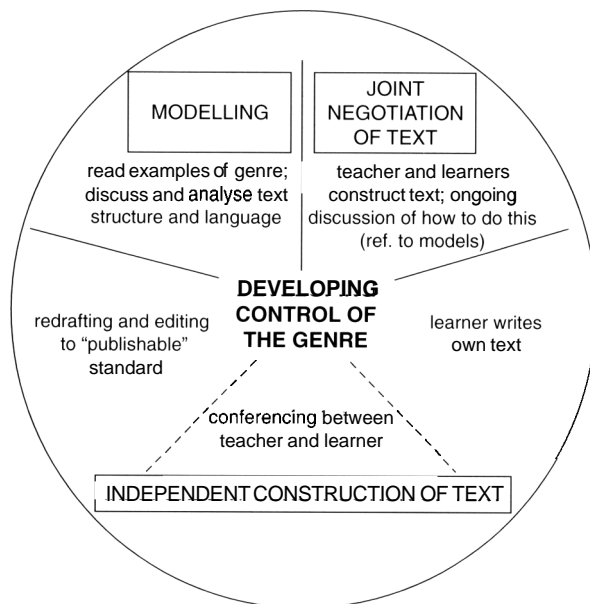 MODELLING
read examples of genre;
discuss and analyse text
structure and language
JOINT
NEGOTIATION
OF TEXT
teacher and learners
construct text; ongoing
discussion of how to do this
(ref. to models)
DEVELOPING
CONTROL OF
THE GENRE
redrafting and editing
to "publishable"
standard
learner writes
own text
conferencing between
teacher and learner
INDEPENDENT CONSTRUCTION OF TEXT